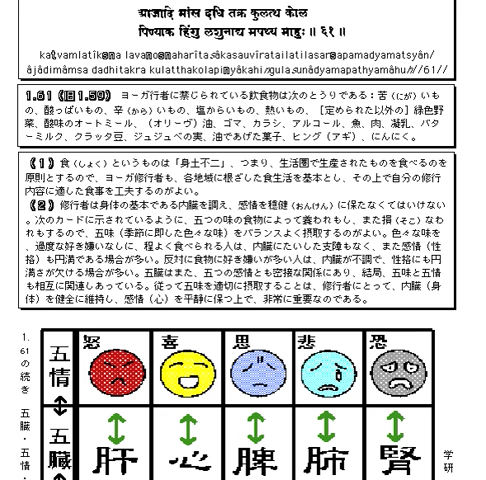 आजादि मांस दधि तक्र कुलत्थ कोल
पिण्याक हिंगु लशुनाद्य मपथ्य माहुः॥ ६१॥
âjâdimâmsa dadhitakra kulatthakolapi
1.61（旧1.59） ヨーガ行者に禁じられている飲食物は次のとうりである：苦（にが）いも
の、酸っぱいもの、辛（から）いもの、塩からいもの、熱いもの、［定められた以外の］緑色野
菜、酸味のオートミール、（オリーヴ）油、ゴマ、カラシ、アルコール、魚、肉、凝乳、バタ
ーミルク、クラッタ豆、ジュジュベの実、油であげた菓子、ヒング（アギ）、にんにく。
（1）食（しょく）というものは「身土不二」、つまり、生活圏で生産されたものを食べるのを
原則とするので、ヨーガ修行者も、各地域に根ざした食生活を基本とし、その上で自分の修行
内容に適した食事を工夫するのがよい。
（2）修行者は身体の基本である内臓を調え、感情を穏健（おんけん）に保たなくてはいけない
。次のカードに示されているように、五つの味の食物によって養われもし、また損（そこ）なわ
れもするので、五味（季節に即した色々な味）をバランスよく摂取するのがよい。色々な味を
、過度な好き嫌いなしに、程よく食べられる人は、内臓にたいした支障もなく、また感情（性
格）も円満である場合が多い。反対に食物に好き嫌いが多い人は、内臓が不調で、性格にも円
満さが欠ける場合が多い。五臓はまた、五つの感情とも密接な関係にあり、結局、五味と五情
も相互に関連しあっている。従って五味を適切に摂取することは、修行者にとって、内臓（身
体）を健全に維持し、感情（心）を平静に保つ上で、非常に重要なのである。
1.61の続き 五臓・五情・
五情 怒 喜 思 悲 恐
五臓 肝 心 脾 肺 腎
学研